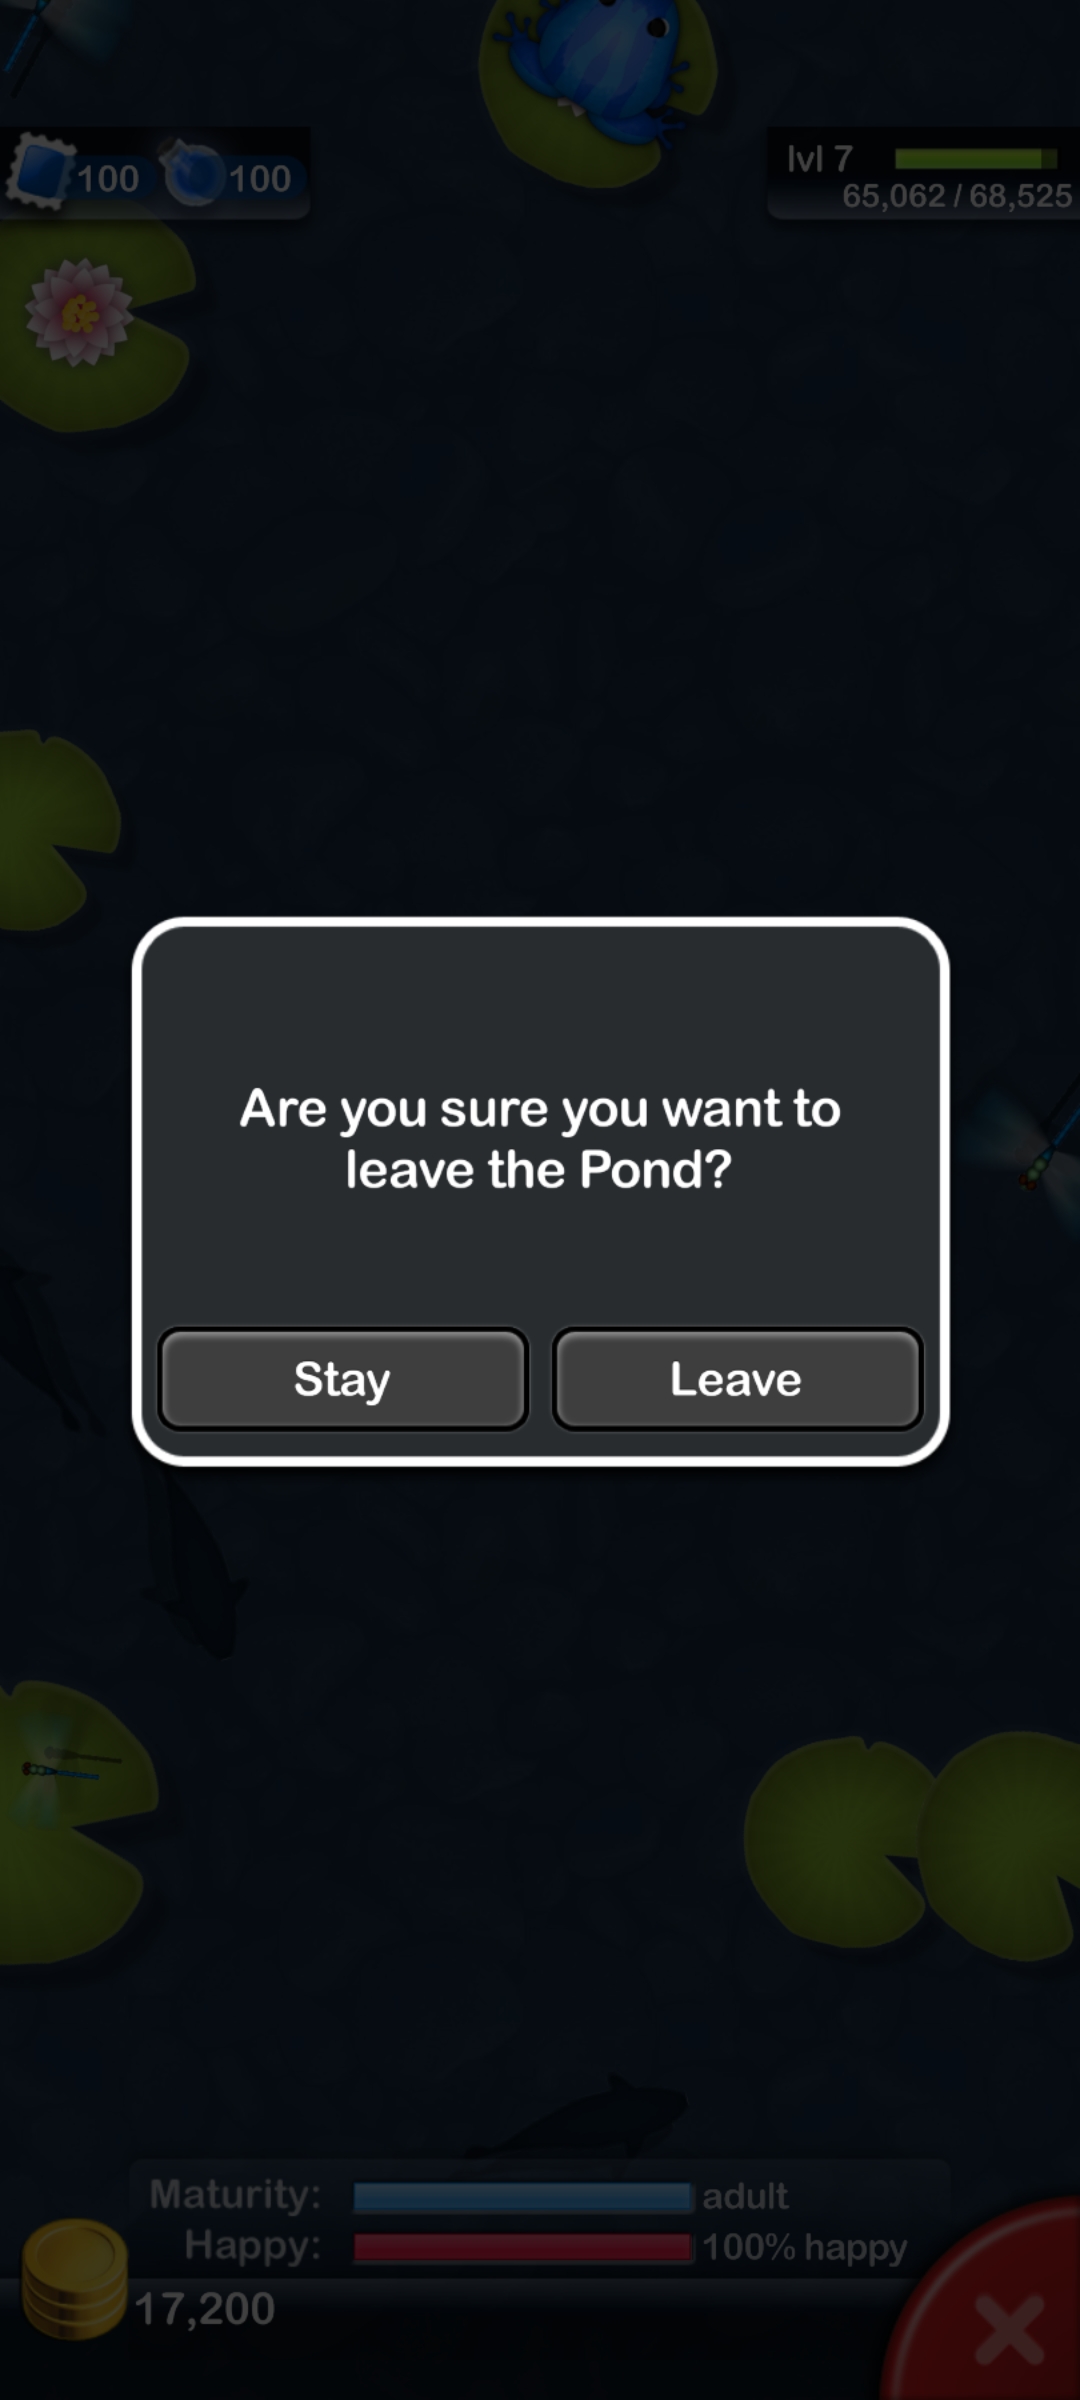 100
100
lvl 7
65,062 / 68,525
Are you sure you want to
leave the Pond?
Stay
Leave
Maturity:
adult
Happy:
100% happy
17,200